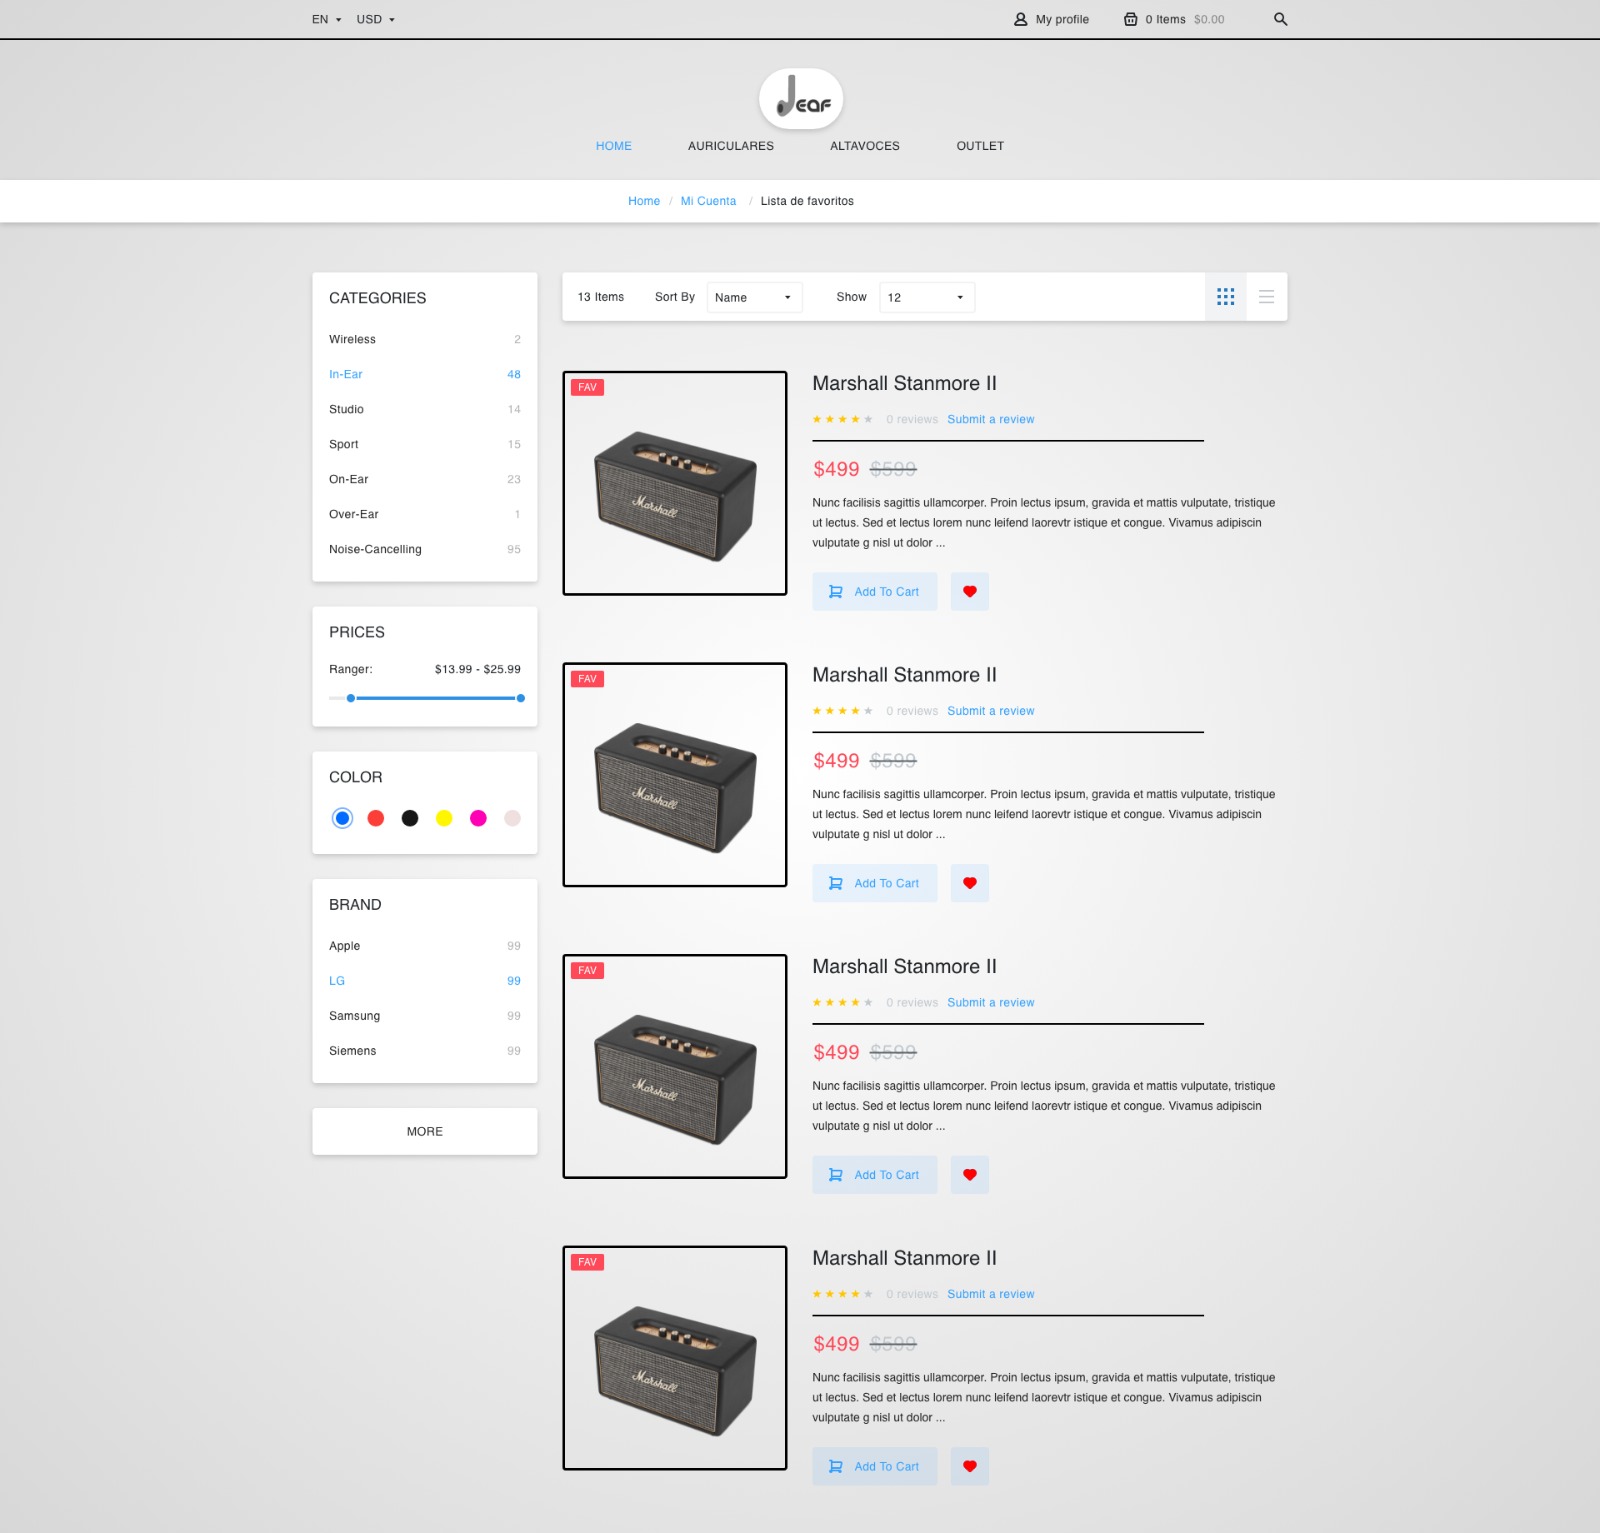 EN USD My profile 0 Items $0.00
Jeaf
HOME AURICULARES ALTAVOCES OUTLET
Home / Mi Cuenta / Lista de favoritos
CATEGORIES
Wireless 2
In-Ear 48
Studio 14
Sport 15
On-Ear 23
Over-Ear 1
Noise-Cancelling 95
PRICES
Ranger: $13.99 - $25.99
COLOR
BRAND
Apple 99
LG 99
Samsung 99
Siemens 99
MORE
13 Items Sort By Name Show 12
FAV
Marshall
Marshall Stanmore II
0 reviews Submit a review
$499 $599
Nunc facilisis sagittis ullamcorper. Proin lectus ipsum, gravida et mattis vulputate, tristique
ut lectus. Sed et lectus lorem nunc leifend laorevtr istique et congue. Vivamus adipiscin
vulputate g nisl ut dolor ...
Add To Cart
FAV
Marshall
Marshall Stanmore II
0 reviews Submit a review
$499 $599
Nunc facilisis sagittis ullamcorper. Proin lectus ipsum, gravida et mattis vulputate, tristique
ut lectus. Sed et lectus lorem nunc leifend laorevtr istique et congue. Vivamus adipiscin
vulputate g nisl ut dolor ...
Add To Cart
FAV
Marshall
Marshall Stanmore II
0 reviews Submit a review
$499 $599
Nunc facilisis sagittis ullamcorper. Proin lectus ipsum, gravida et mattis vulputate, tristique
ut lectus. Sed et lectus lorem nunc leifend laorevtr istique et congue. Vivamus adipiscin
vulputate g nisl ut dolor ...
Add To Cart
FAV
Marshall
Marshall Stanmore II
0 reviews Submit a review
$499 $599
Nunc facilisis sagittis ullamcorper. Proin lectus ipsum, gravida et mattis vulputate, tristique
ut lectus. Sed et lectus lorem nunc leifend laorevtr istique et congue. Vivamus adipiscin
vulputate g nisl ut dolor ...
Add To Cart